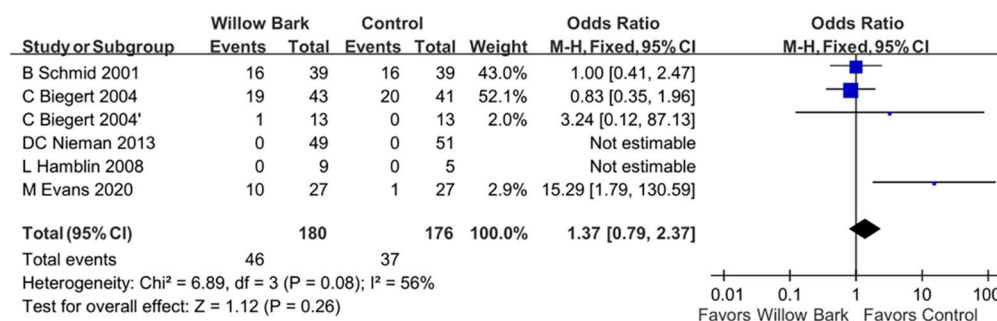 Willow Bark Control Odds Ratio Odds Ratio
Study or Subgroup Events Total Events Total Weight M-H, Fixed, 95% CI M-H, Fixed, 95% CI
B Schmid 2001 16 39 16 39 43.0% 1.00 [0.41, 2.47]
C Biegert 2004 19 43 20 41 52.1% 0.83 [0.35, 1.96]
C Biegert 2004' 1 13 0 13 2.0% 3.24 [0.12, 87.13]
DC Nieman 2013 0 49 0 51 Not estimable
L Hamblin 2008 0 9 0 5 Not estimable
M Evans 2020 10 27 1 27 2.9% 15.29 [1.79, 130.59]
Total (95% CI) 180 176 100.0% 1.37 [0.79, 2.37]
Total events 46 37
Heterogeneity: Chi² = 6.89, df = 3 (P = 0.08); I² = 56%
Test for overall effect: Z = 1.12 (P = 0.26)
0.01 0.1 1 10 100
Favors Willow Bark Favors Control